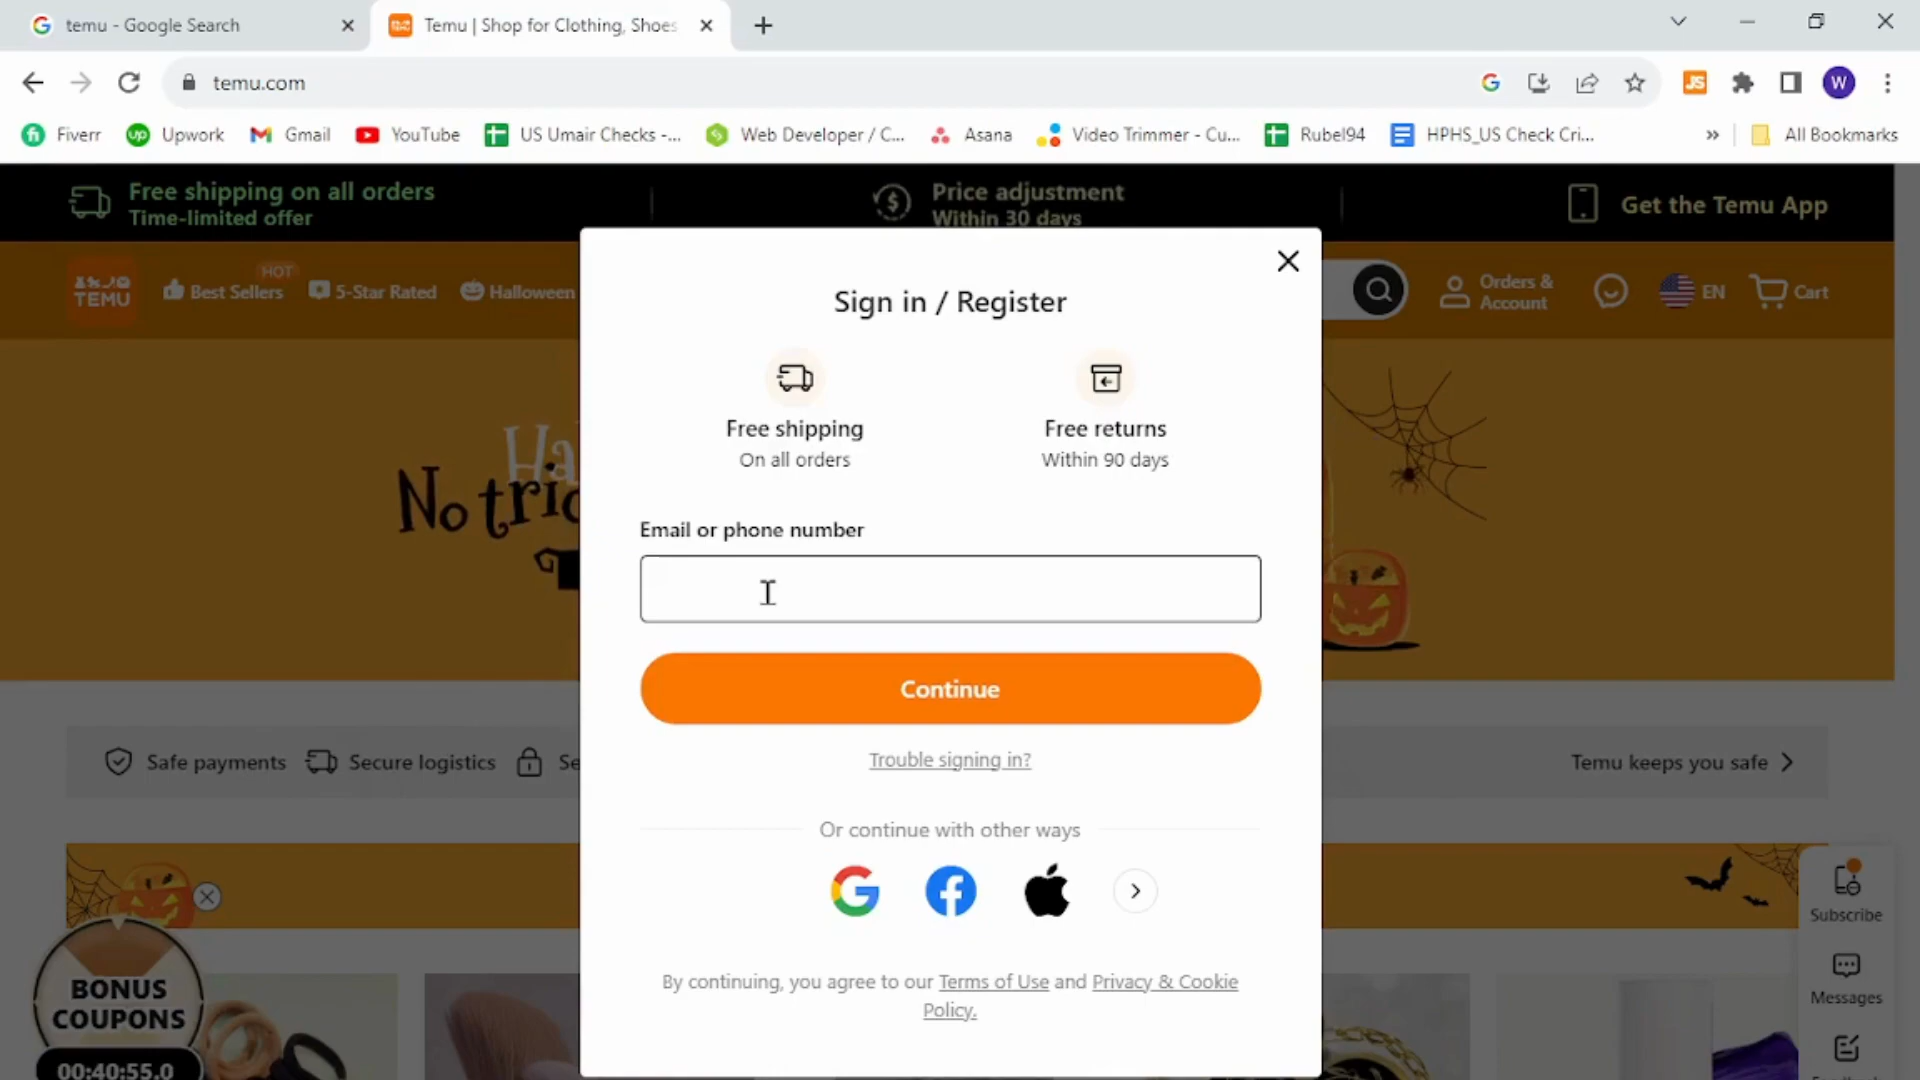 temu - Google Search
Temu | Shop for Clothing, Shoes
temu.com
JS
W
Fiverr
up
Upwork
Gmail
YouTube
US Umair Checks -...
Web Developer / C...
Asana
Video Trimmer - Cu...
Rubel94
HPHS_US Check Cri...
All Bookmarks
Free shipping on all orders
Time-limited offer
Price adjustment
Within 30 days
Get the Temu App
TEMU
Best Sellers
HOT
5-Star Rated
Halloween
Orders &
Account
EN
Cart
No tric
Sign in / Register
Free shipping
On all orders
Free returns
Within 90 days
Email or phone number
Continue
Trouble signing in?
Or continue with other ways
By continuing, you agree to our Terms of Use and Privacy & Cookie
Policy.
Safe payments
Secure logistics
Se
Temu keeps you safe
BONUS
COUPONS
00:40:55.0
Subscribe
Messages